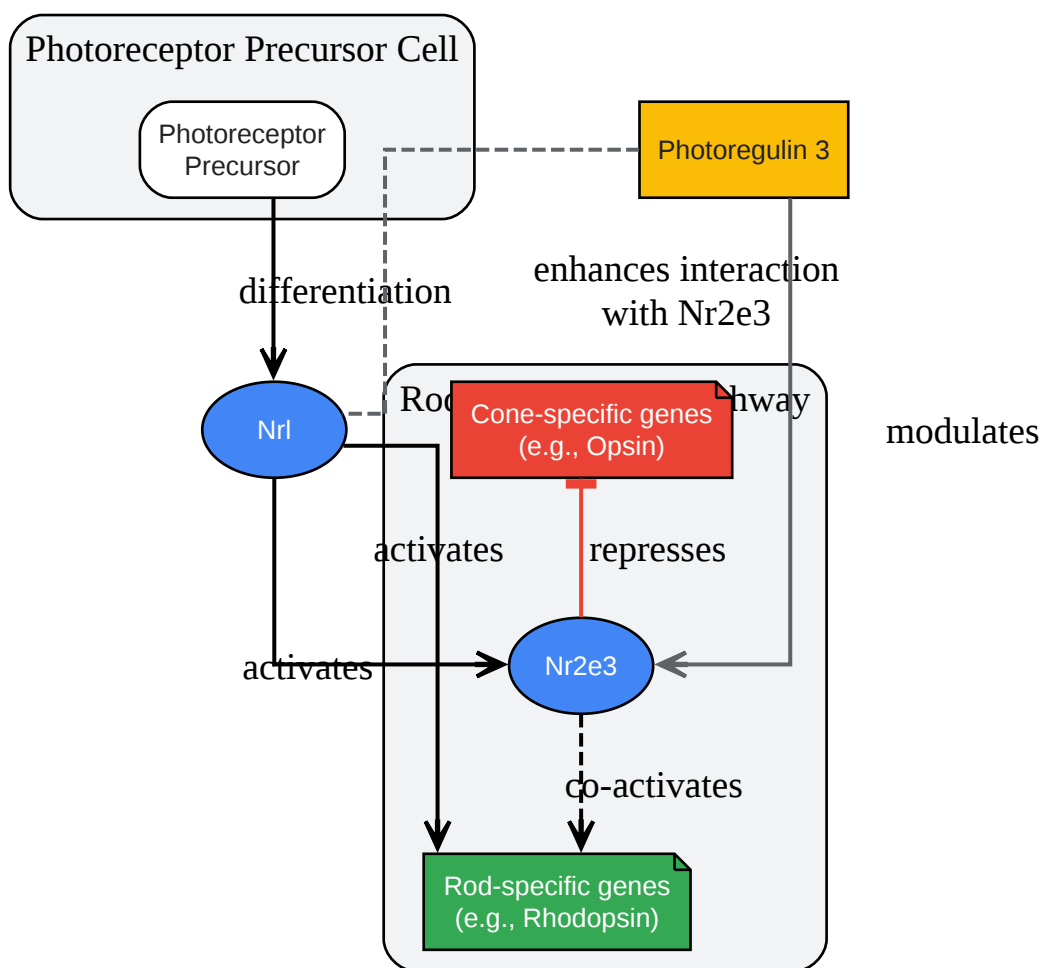 Photoreceptor Precursor Cell
Photoreceptor
Precursor
Photoregulin 3
differentiation
enhances interaction
with Nr2e3
Nrl
Cone-specific genes
(e.g., Opsin)
modulates
activates
represses
activates
Nr2e3
co-activates
Rod-specific genes
(e.g., Rhodopsin)